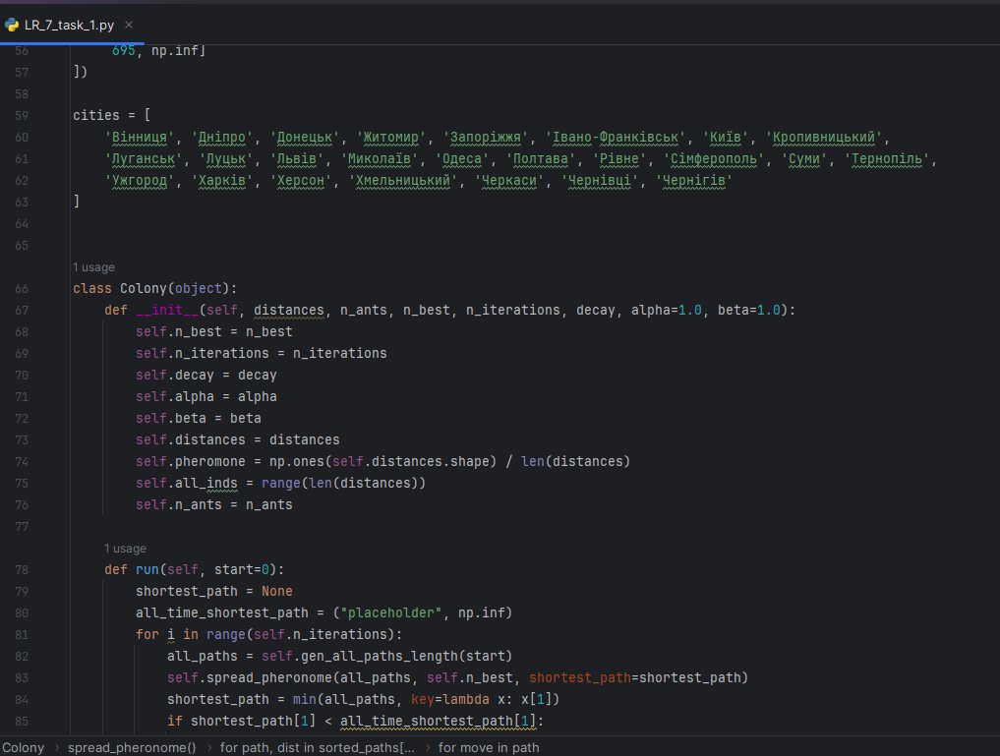 LR_7_task_1.py ×
56 695, np.inf]
57 ])
58
59 cities = [
60 'Вінниця', 'Дніпро', 'Донецьк', 'Житомир', 'Запоріжжя', 'Івано-Франківськ', 'Київ', 'Кропивницький',
61 'Луганськ', 'Луцьк', 'Львів', 'Миколаїв', 'Одеса', 'Полтава', 'Рівне', 'Сімферополь', 'Суми', 'Тернопіль',
62 'Ужгород', 'Харків', 'Херсон', 'Хмельницький', 'Черкаси', 'Чернівці', 'Чернігів'
63 ]
64
65
1 usage
66 class Colony(object):
67 def __init__(self, distances, n_ants, n_best, n_iterations, decay, alpha=1.0, beta=1.0):
68 self.n_best = n_best
69 self.n_iterations = n_iterations
70 self.decay = decay
71 self.alpha = alpha
72 self.beta = beta
73 self.distances = distances
74 self.pheromone = np.ones(self.distances.shape) / len(distances)
75 self.all_inds = range(len(distances))
76 self.n_ants = n_ants
77
1 usage
78 def run(self, start=0):
79 shortest_path = None
80 all_time_shortest_path = ("placeholder", np.inf)
81 for i in range(self.n_iterations):
82 all_paths = self.gen_all_paths_length(start)
83 self.spread_pheronome(all_paths, self.n_best, shortest_path=shortest_path)
84 shortest_path = min(all_paths, key=lambda x: x[1])
85 if shortest_path[1] < all_time_shortest_path[1]:
Colony › spread_pheronome() › for path, dist in sorted_paths[... › for move in path